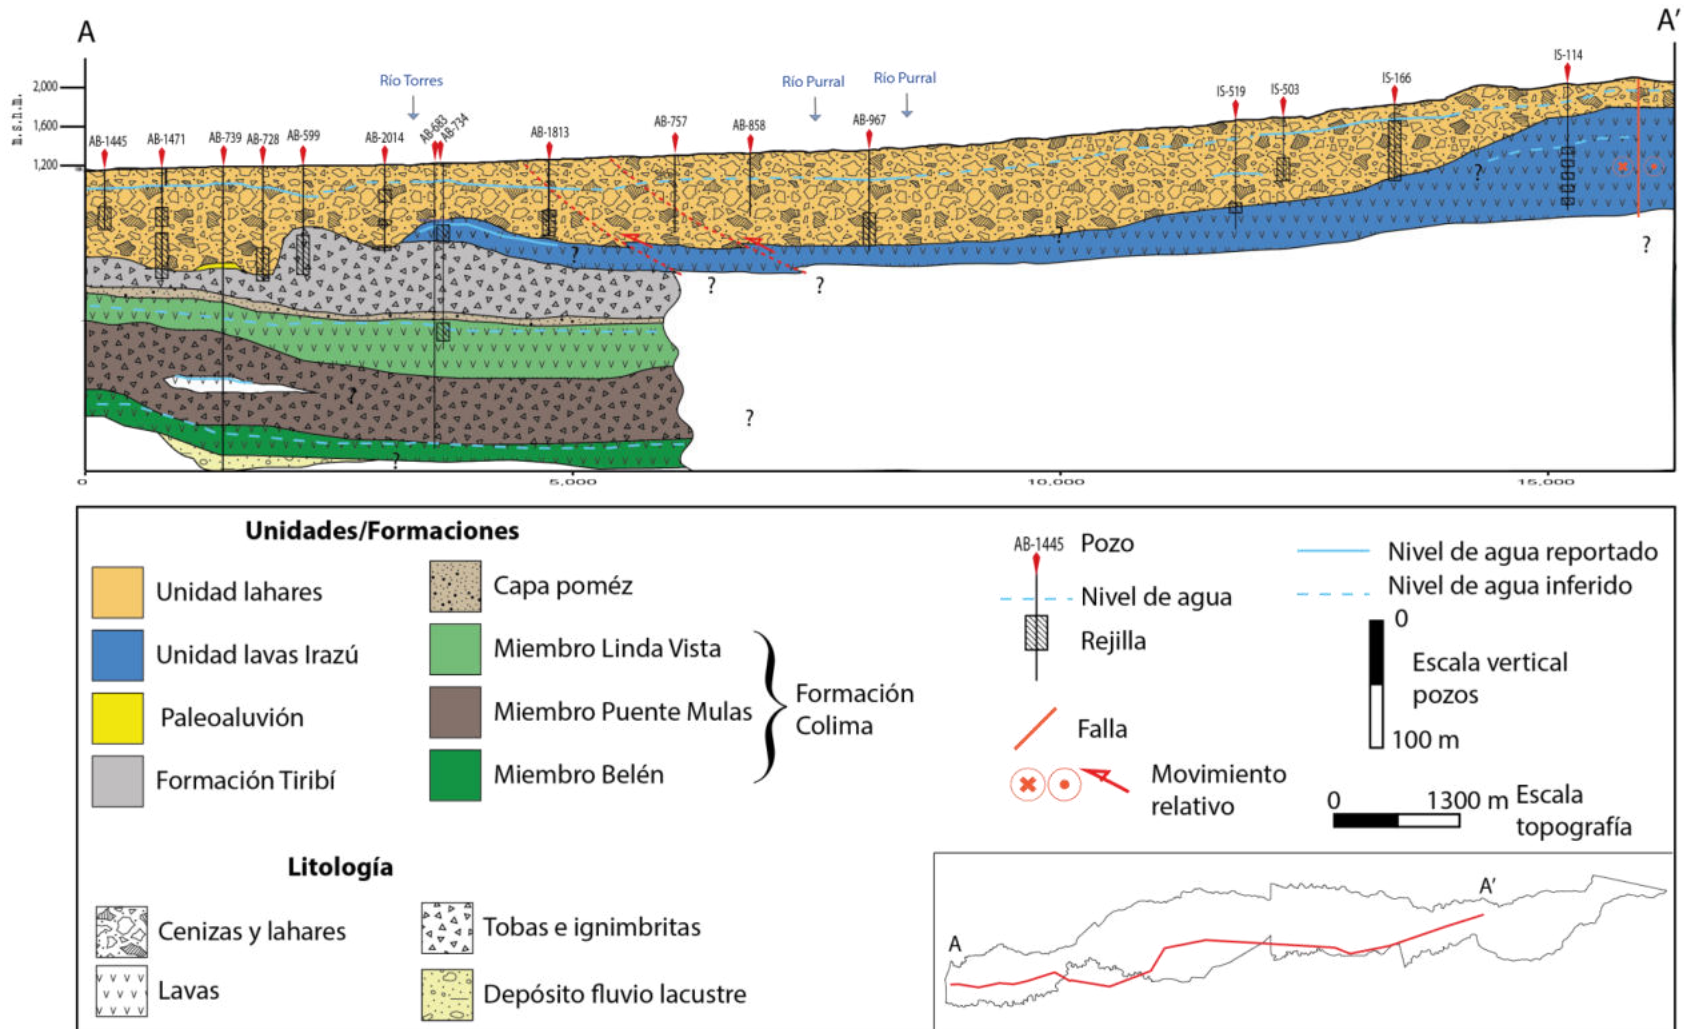 A
A'
Río Torres
Río Purral
Río Purral
m.s.n.m.
2,000
1,600
1,200
AB-1445
AB-1471
AB-739
AB-728
AB-599
AB-2014
AB-683
AB-734
AB-1813
AB-757
AB-858
AB-967
IS-519
IS-503
IS-166
IS-114
?
?
?
?
?
?
?
?
?
0
5,000
10,000
15,000
Unidades/Formaciones
Unidad lahares
Unidad lavas Irazú
Paleoaluvión
Formación Tiribí
Capa poméz
Miembro Linda Vista
Miembro Puente Mulas
Miembro Belén
Formación
Colima
Litología
Cenizas y lahares
Lavas
Tobas e ignimbritas
Depósito fluvio lacustre
AB-1445
Pozo
Nivel de agua
Rejilla
Falla
Movimiento
relativo
Nivel de agua reportado
Nivel de agua inferido
0
Escala vertical
pozos
100 m
0 1300 m
Escala
topografía
A
A'